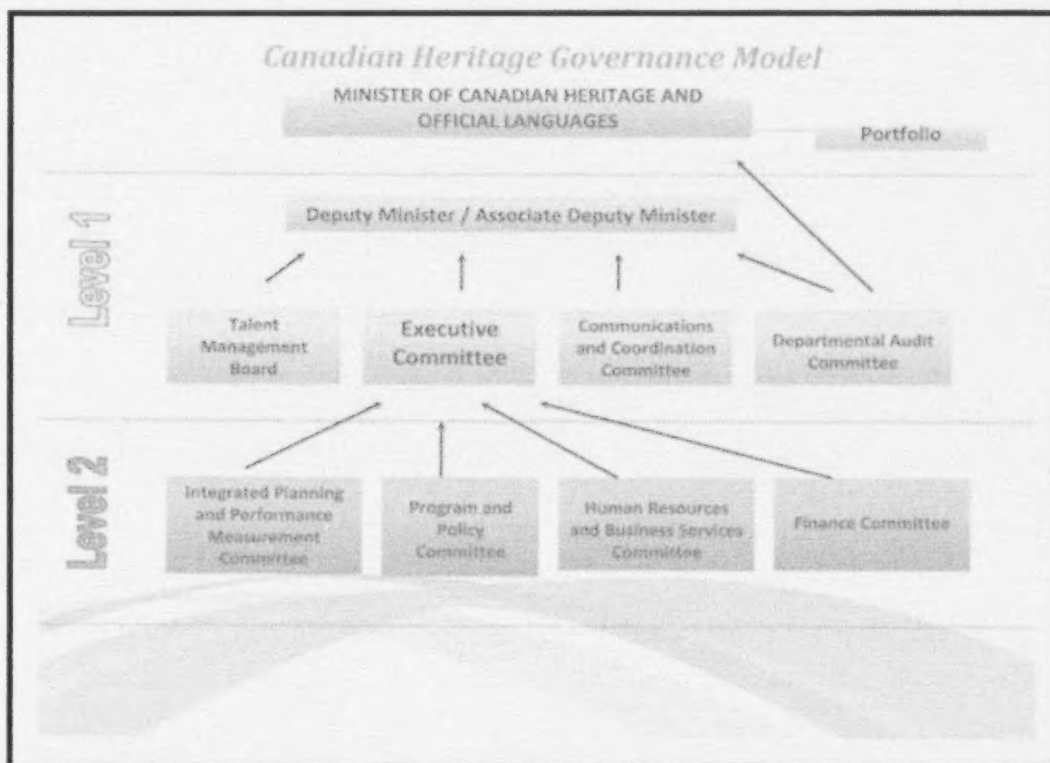 Canadian Heritage Governance Model
MINISTER OF CANADIAN HERITAGE AND
OFFICIAL LANGUAGES
Portfolio
Level 1
Deputy Minister / Associate Deputy Minister
Talent
Management
Board
Executive
Committee
Communications
and Coordination
Committee
Departmental Audit
Committee
Level 2
Integrated Planning
and Performance
Measurement
Committee
Program and
Policy
Committee
Human Resources
and Business Services
Committee
Finance Committee